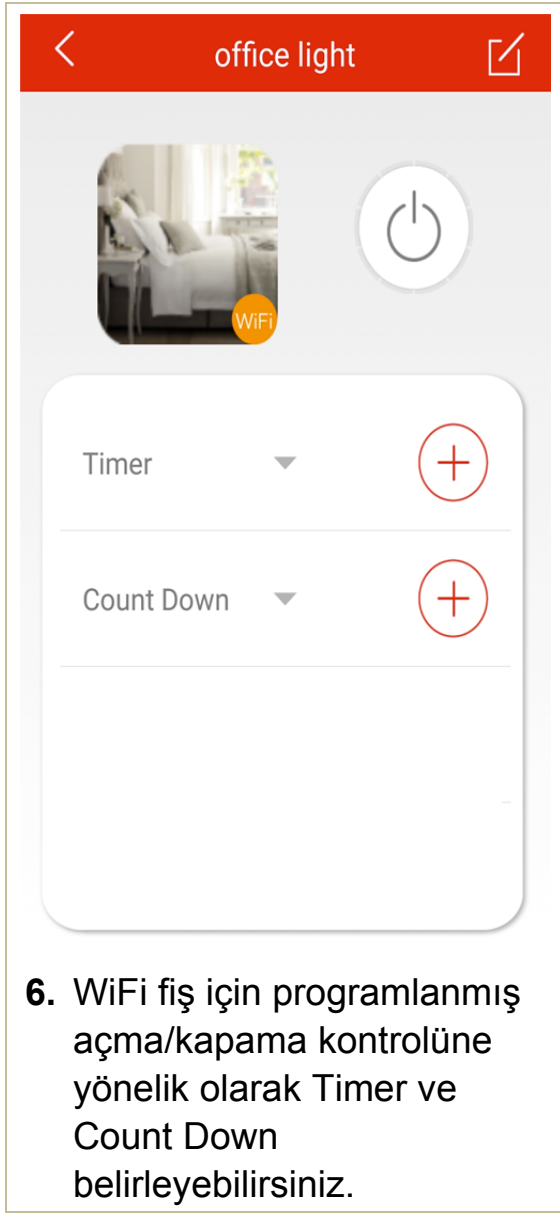 office light
WiFi
Timer
Count Down
6. WiFi fiş için programlanmış
açma/kapama kontrolüne
yönelik olarak Timer ve
Count Down
belirleyebilirsiniz.